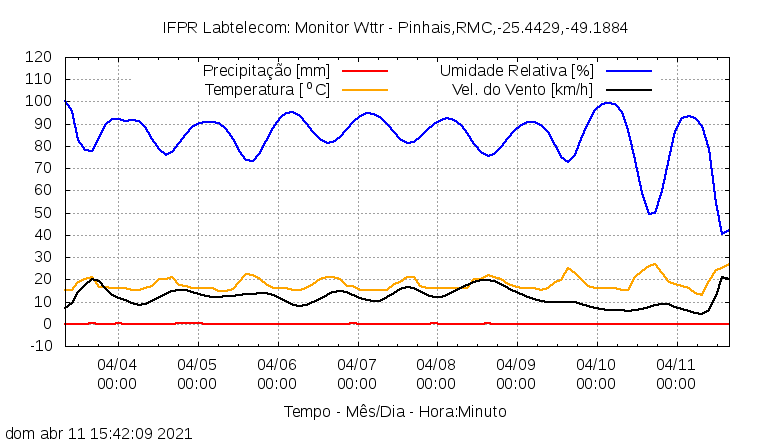 IFPR Labtelecom: Monitor Wttr - Pinhais,RMC,-25.4429,-49.1884
120
110
100
90
80
70
60
50
40
30
20
10
0
-10
Precipitação [mm]
Temperatura [⁰C]
Umidade Relativa [%]
Vel. do Vento [km/h]
04/04 04/05 04/06 04/07 04/08 04/09 04/10 04/11
00:00 00:00 00:00 00:00 00:00 00:00 00:00 00:00
Tempo - Mês/Dia - Hora:Minuto
dom abr 11 15:42:09 2021